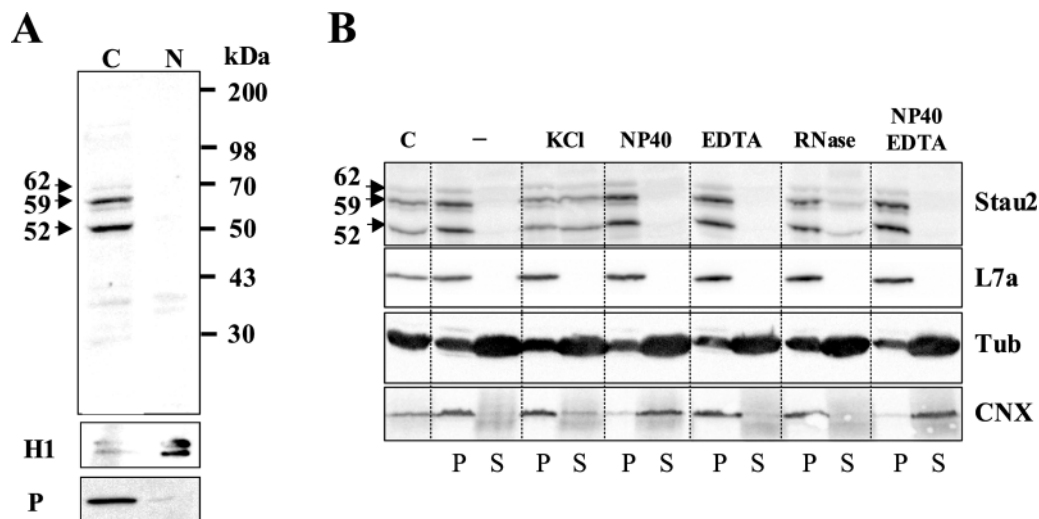 A
B
C N kDa
200
98
70
50
43
30
62
59
52
H1
P
C – KCl NP40 EDTA RNase NP40 EDTA
62
59
52
Stau2
L7a
Tub
CNX
P S P S P S P S P S P S